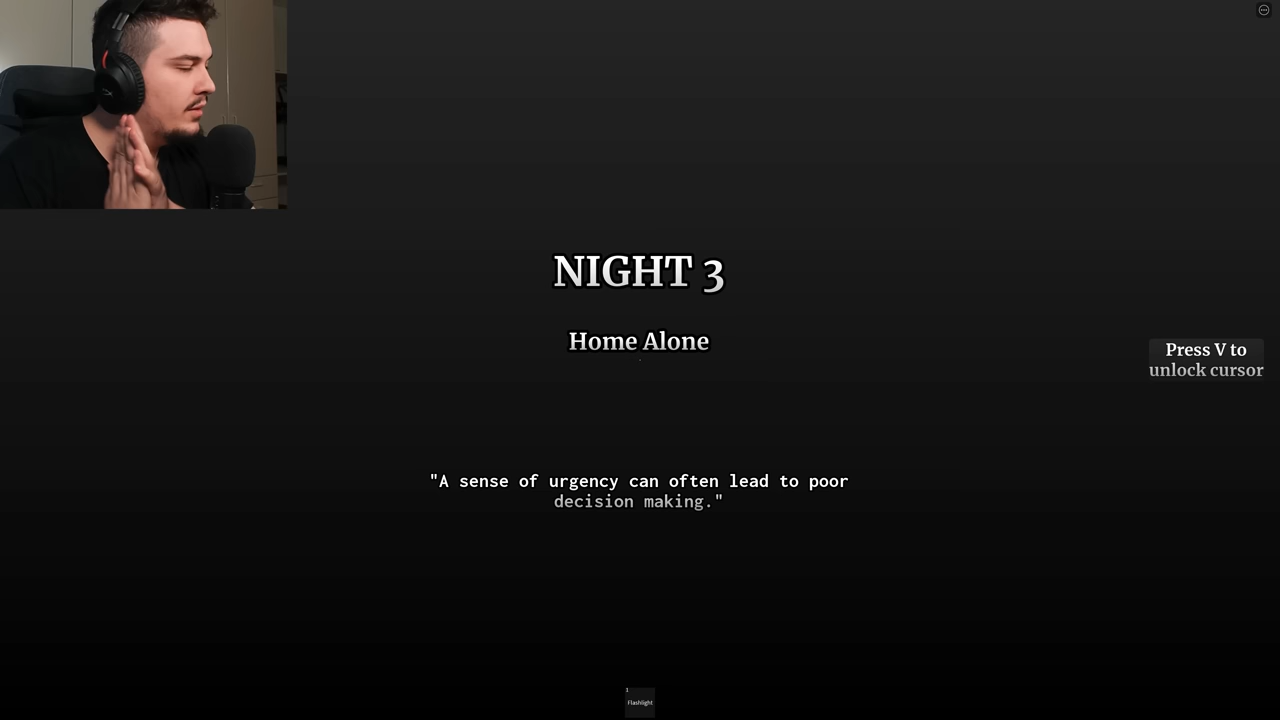 NIGHT 3
Home Alone
Press V to
unlock cursor
"A sense of urgency can often lead to poor
decision making."
1
Flashlight